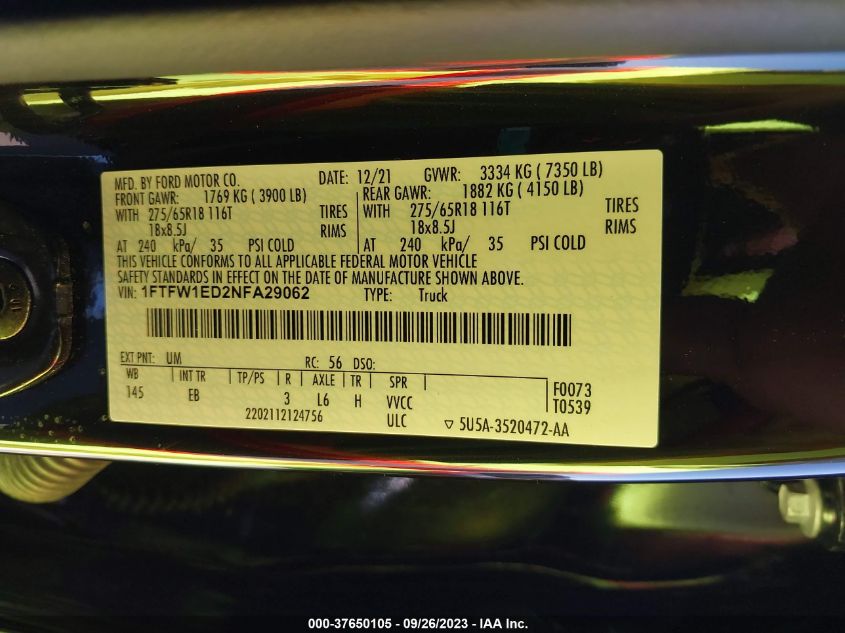 MFD. BY FORD MOTOR CO. DATE: 12/21 GVWR: 3334 KG ( 7350 LB)
FRONT GAWR: 1769 KG ( 3900 LB) REAR GAWR: 1882 KG ( 4150 LB)
WITH 275/65R18 116T TIRES WITH 275/65R18 116T TIRES
18x8.5J RIMS 18x8.5J RIMS
AT 240 kPa/ 35 PSI COLD AT 240 kPa/ 35 PSI COLD
THIS VEHICLE CONFORMS TO ALL APPLICABLE FEDERAL MOTOR VEHICLE
SAFETY STANDARDS IN EFFECT ON THE DATE OF MANUFACTURE SHOWN ABOVE.
VIN: 1FTFW1ED2NFA29062 TYPE: Truck
EXT PNT: UM RC: 56 DSO:
WB INT TR TP/PS R AXLE TR SPR F0073
145 EB 3 L6 H VVCC T0539
2202112124756 ULC 5U5A-3520472-AA
000-37650105 - 09/26/2023 - IAA Inc.